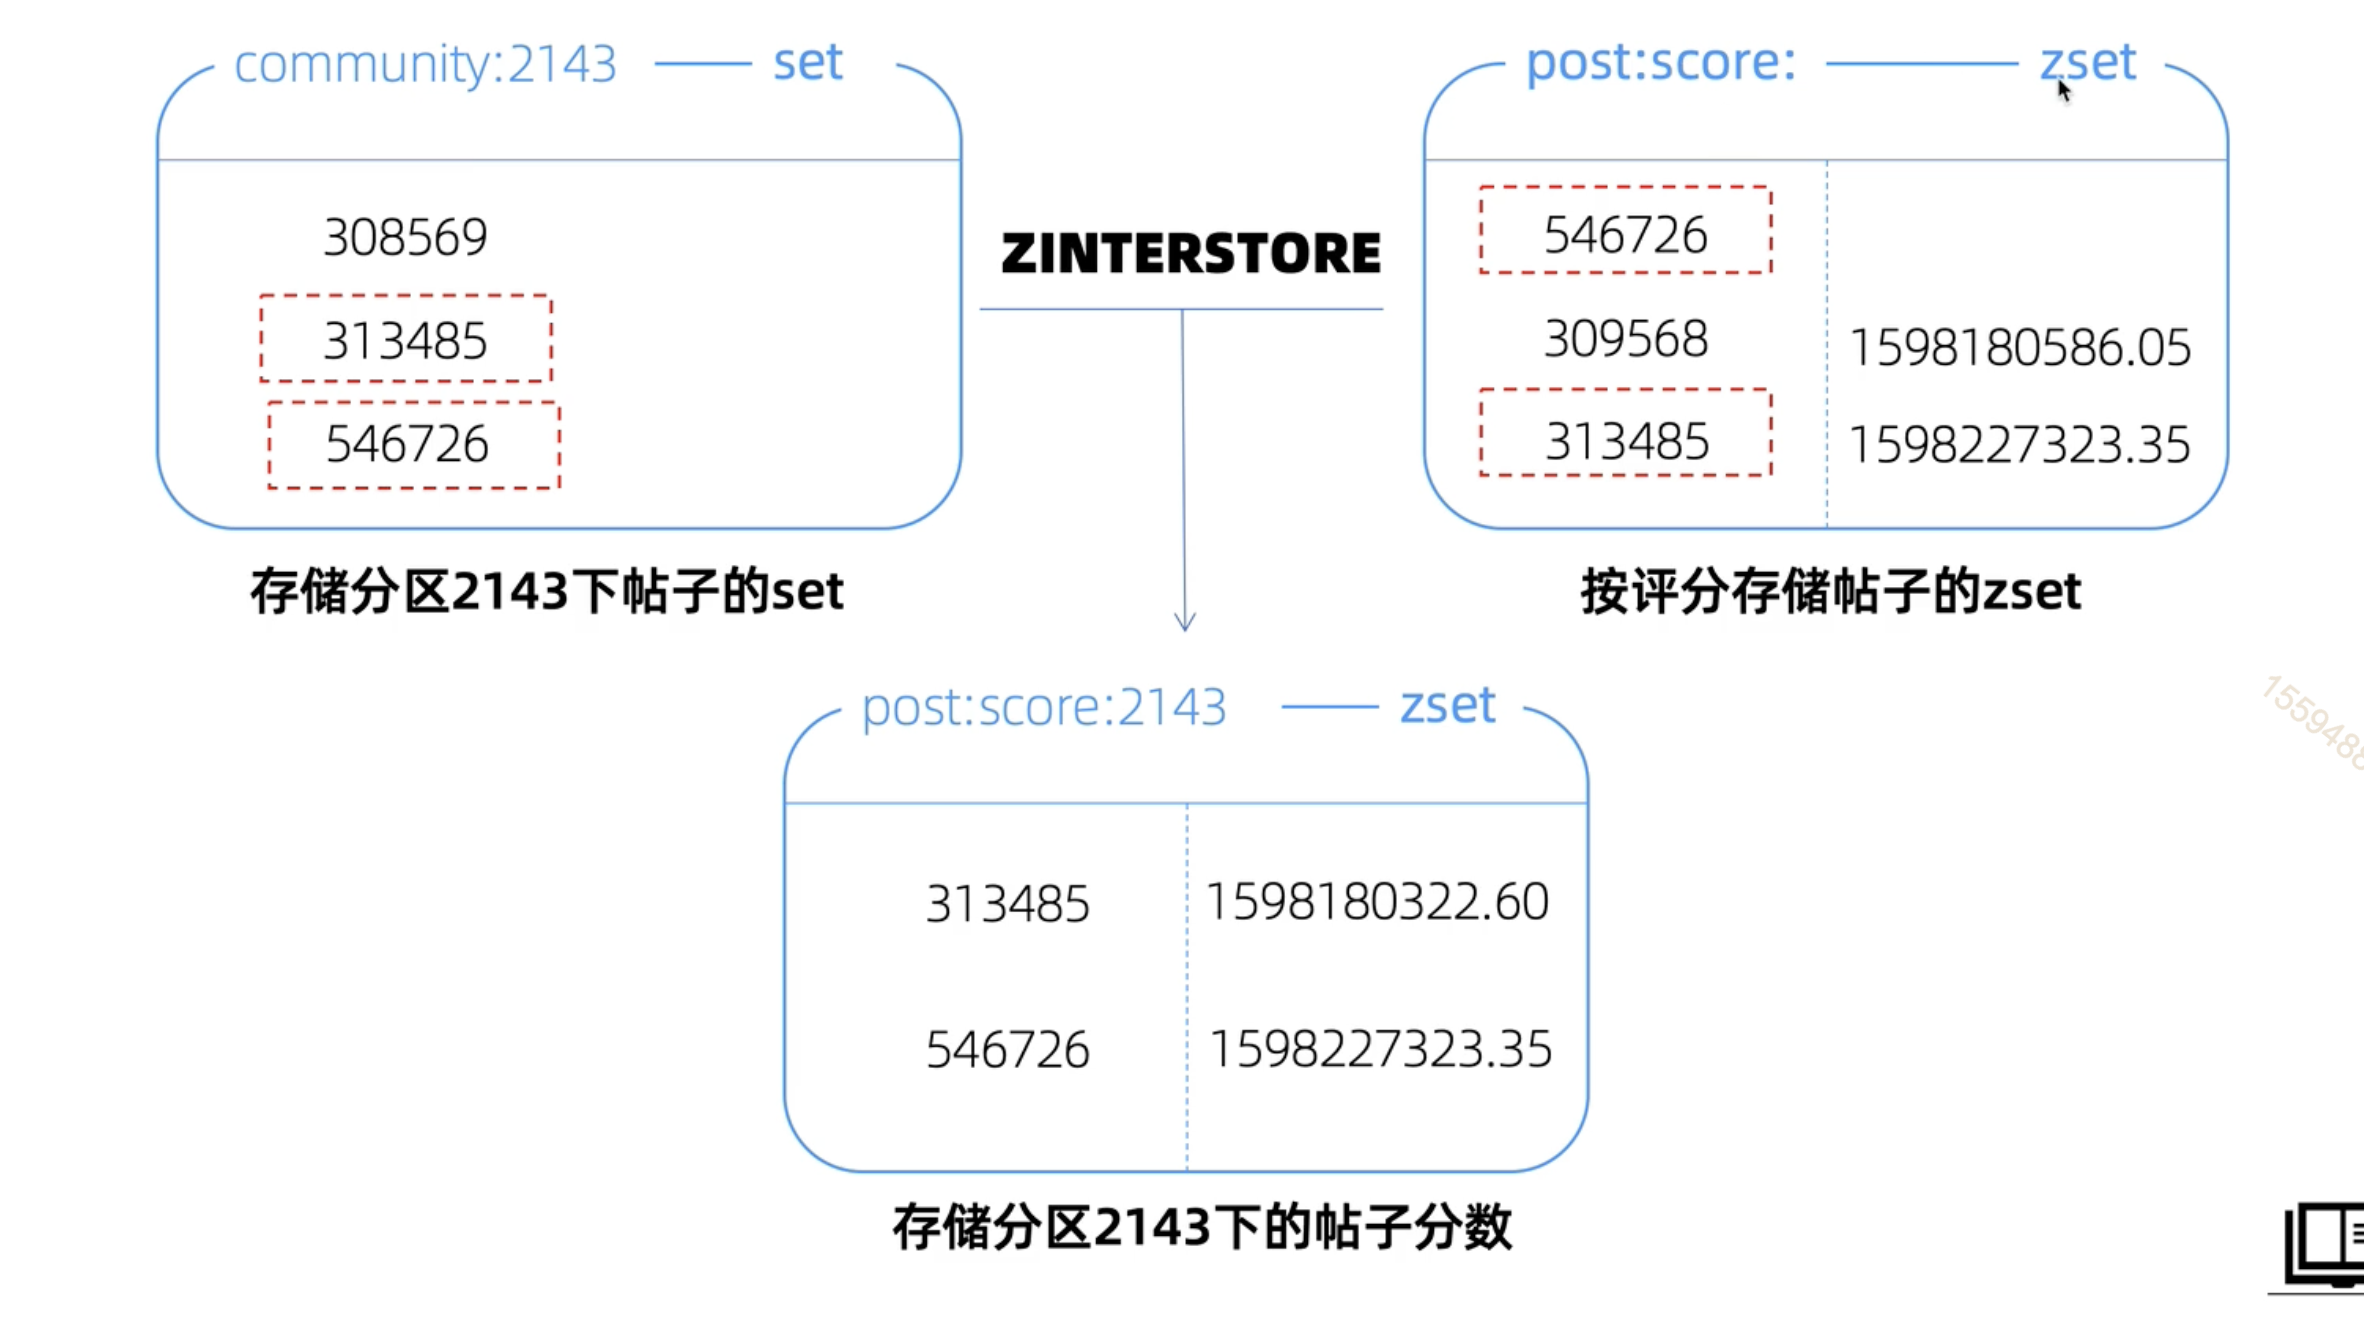 community:2143 set
308569
313485
546726
存储分区2143下帖子的set
ZINTERSTORE
post:score: zset
546726
309568 1598180586.05
313485 1598227323.35
按评分存储帖子的zset
post:score:2143 zset
313485 1598180322.60
546726 1598227323.35
存储分区2143下的帖子分数